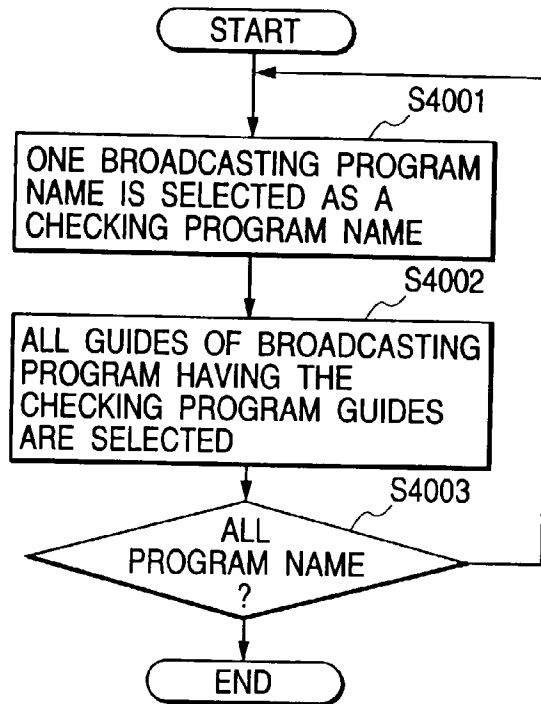 START
S4001
ONE BROADCASTING PROGRAM
NAME IS SELECTED AS A
CHECKING PROGRAM NAME
S4002
ALL GUIDES OF BROADCASTING
PROGRAM HAVING THE
CHECKING PROGRAM GUIDES
ARE SELECTED
S4003
ALL
PROGRAM NAME
?
END